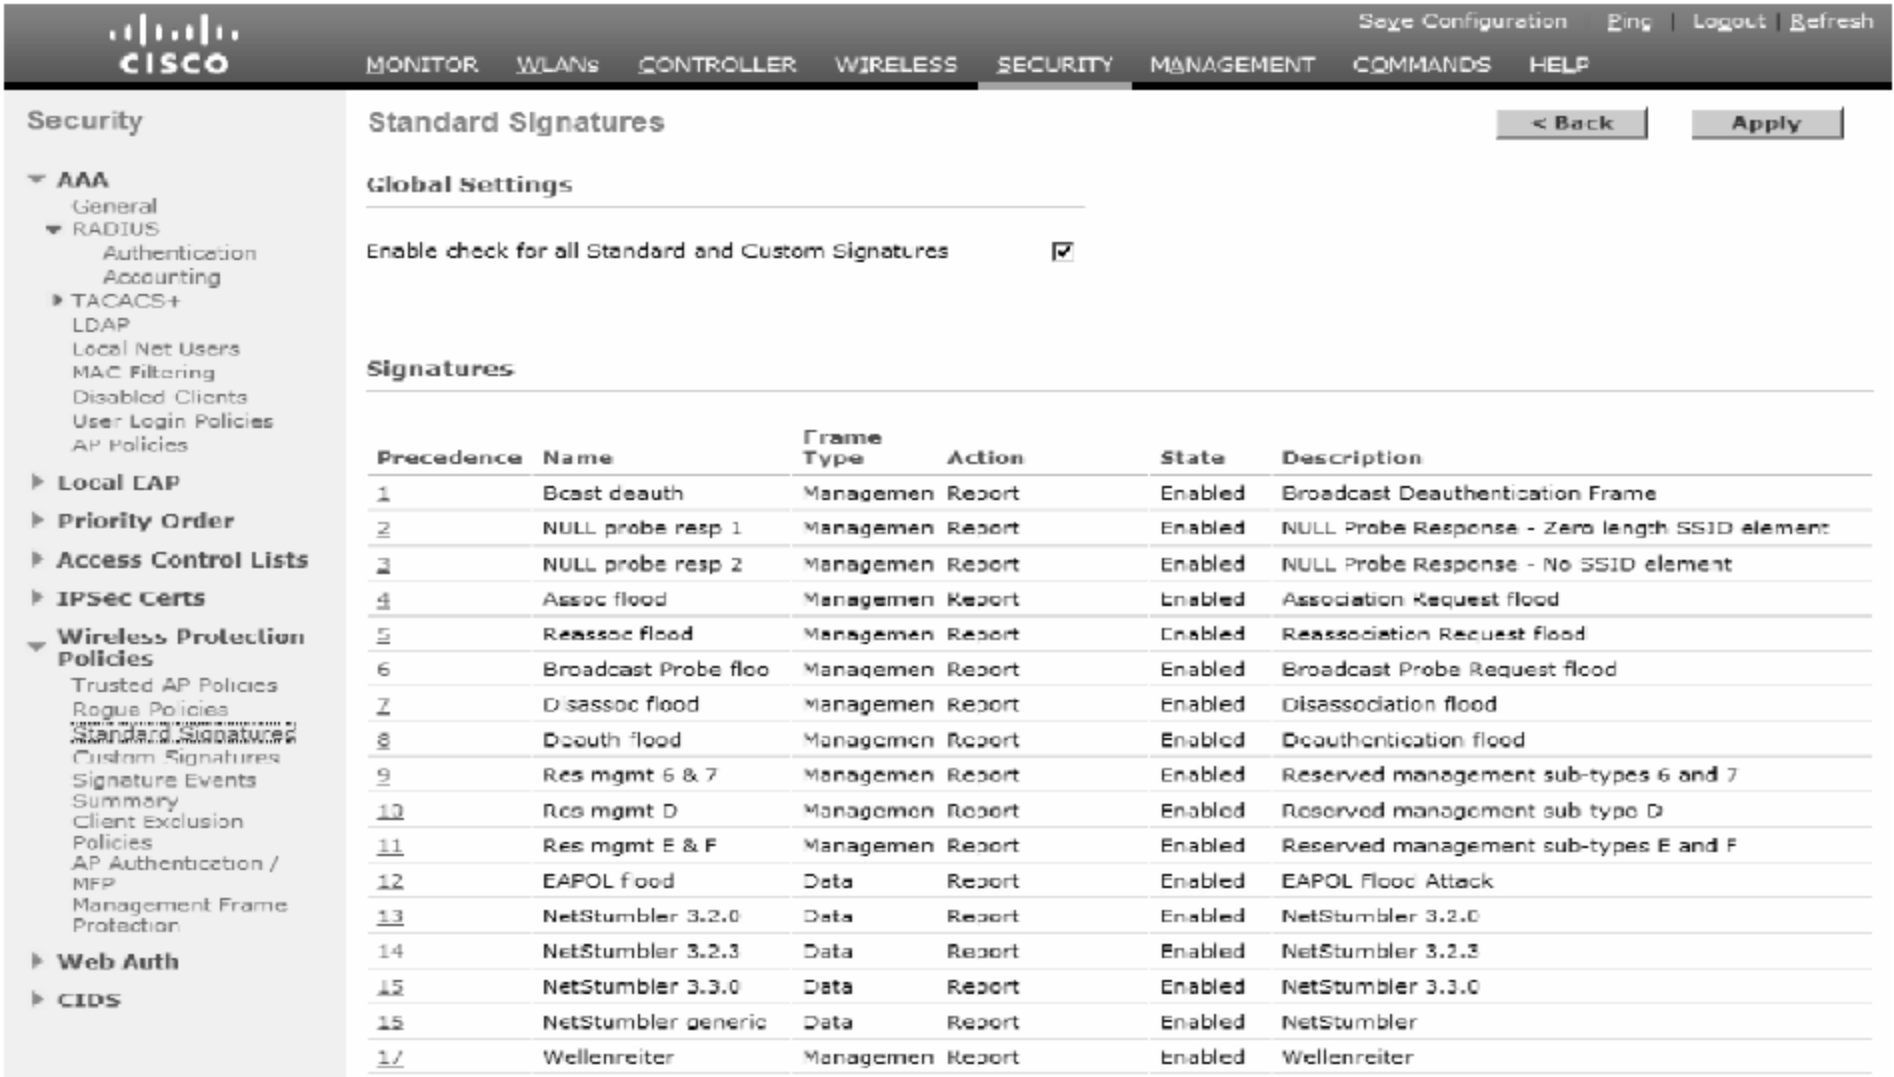 Save Configuration | Ping | Logout | Refresh
CISCO
MONITOR WLANs CONTROLLER WIRELESS SECURITY MANAGEMENT COMMANDS HELP
Security
AAA
General
RADIUS
Authentication
Accounting
TACACS+
LDAP
Local Net Users
MAC Filtering
Disabled Clients
User Login Policies
AP Policies
Local EAP
Priority Order
Access Control Lists
IPSec Certs
Wireless Protection
Policies
Trusted AP Policies
Rogue Policies
Standard Signatures
Custom Signatures
Signature Events
Summary
Client Exclusion
Policies
AP Authentication /
MFP
Management Frame
Protection
Web Auth
CIDS
Standard Signatures
< Back Apply
Global Settings
Enable check for all Standard and Custom Signatures
Signatures
Precedence Name Frame Type Action State Description
1 Bcast deauth Managemen Report Enabled Broadcast Deauthentication Frame
2 NULL probe resp 1 Managemen Report Enabled NULL Probe Response - Zero length SSID element
3 NULL probe resp 2 Managemen Report Enabled NULL Probe Response - No SSID element
4 Assoc flood Managemen Report Enabled Association Request flood
5 Reassoc flood Managemen Report Enabled Reassociation Request flood
6 Broadcast Probe floo Managemen Report Enabled Broadcast Probe Request flood
7 Disassoc flood Managemen Report Enabled Disassociation flood
8 Deauth flood Managemen Report Enabled Deauthentication flood
9 Res mgmt 6 & 7 Managemen Report Enabled Reserved management sub-types 6 and 7
10 Res mgmt D Managemen Report Enabled Reserved management sub-type D
11 Res mgmt E & F Managemen Report Enabled Reserved management sub-types E and F
12 EAPOL flood Data Report Enabled EAPOL Flood Attack
13 NetStumbler 3.2.0 Data Report Enabled NetStumbler 3.2.0
14 NetStumbler 3.2.3 Data Report Enabled NetStumbler 3.2.3
15 NetStumbler 3.3.0 Data Report Enabled NetStumbler 3.3.0
16 NetStumbler generic Data Report Enabled NetStumbler
17 Wellenreiter Managemen Report Enabled Wellenreiter